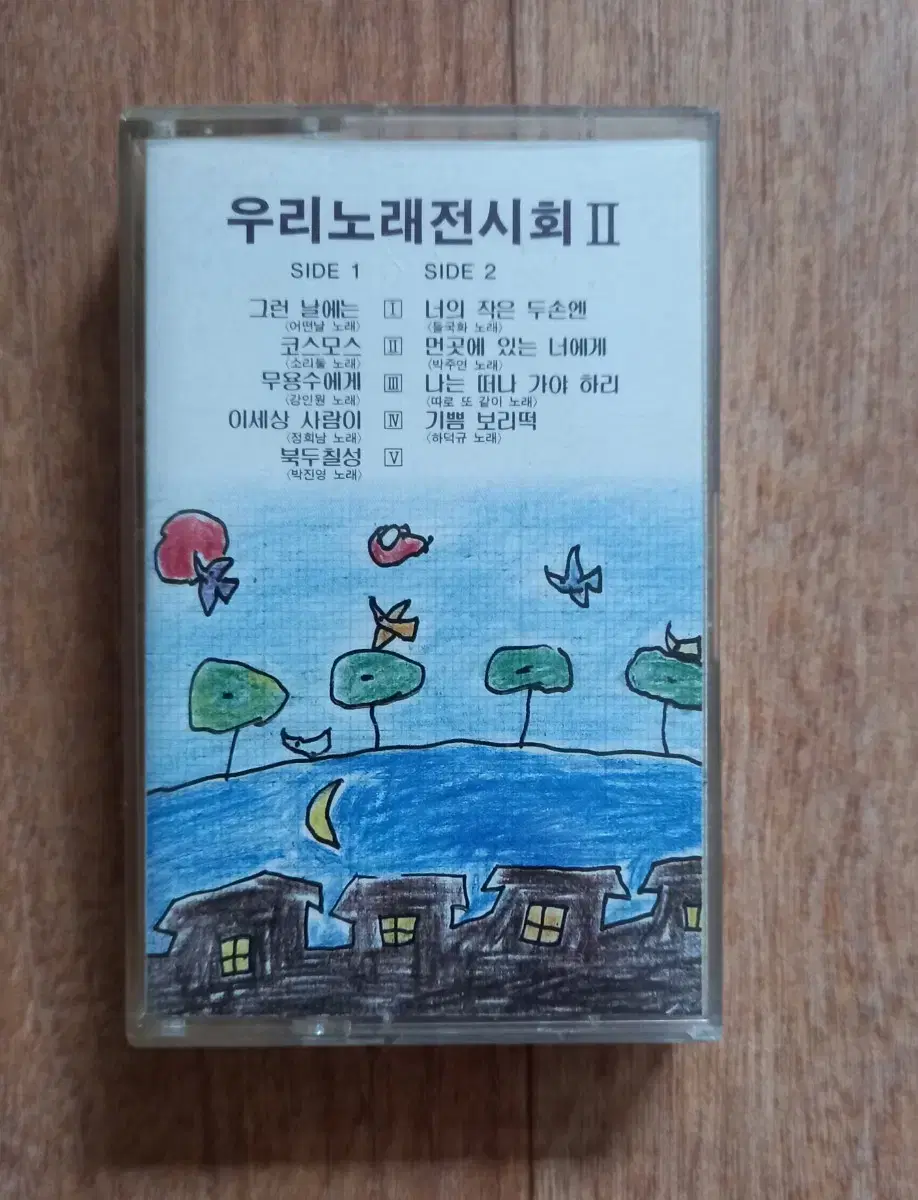 우리노래전시회 II
SIDE 1 SIDE 2
그런 날에는 I 너의 작은 두손엔
〈어떤날 노래〉 〈들국화 노래〉
코스모스 II 먼곳에 있는 너에게
〈소리둘 노래〉 〈박주연 노래〉
무용수에게 III 나는 떠나 가야 하리
〈강인원 노래〉 〈따로 또 같이 노래〉
이세상 사람이 IV 기쁨 보리떡
〈정희남 노래〉 〈하덕규 노래〉
북두칠성 V
〈박진영 노래〉